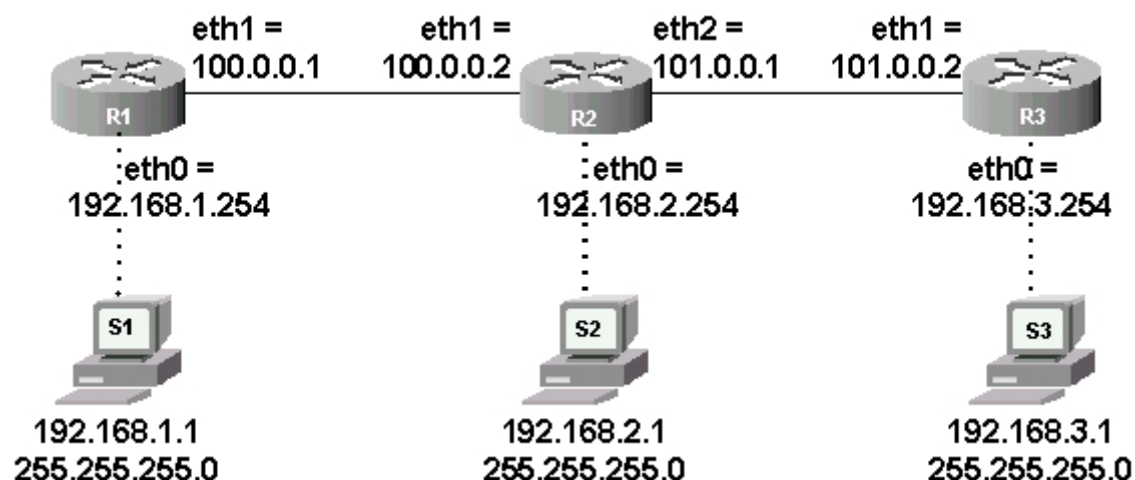 eth1 =
100.0.0.1
eth1 =
100.0.0.2
eth2 =
101.0.0.1
eth1 =
101.0.0.2
R1
R2
R3
eth0 =
192.168.1.254
eth0 =
192.168.2.254
eth0 =
192.168.3.254
S1
S2
S3
192.168.1.1
255.255.255.0
192.168.2.1
255.255.255.0
192.168.3.1
255.255.255.0